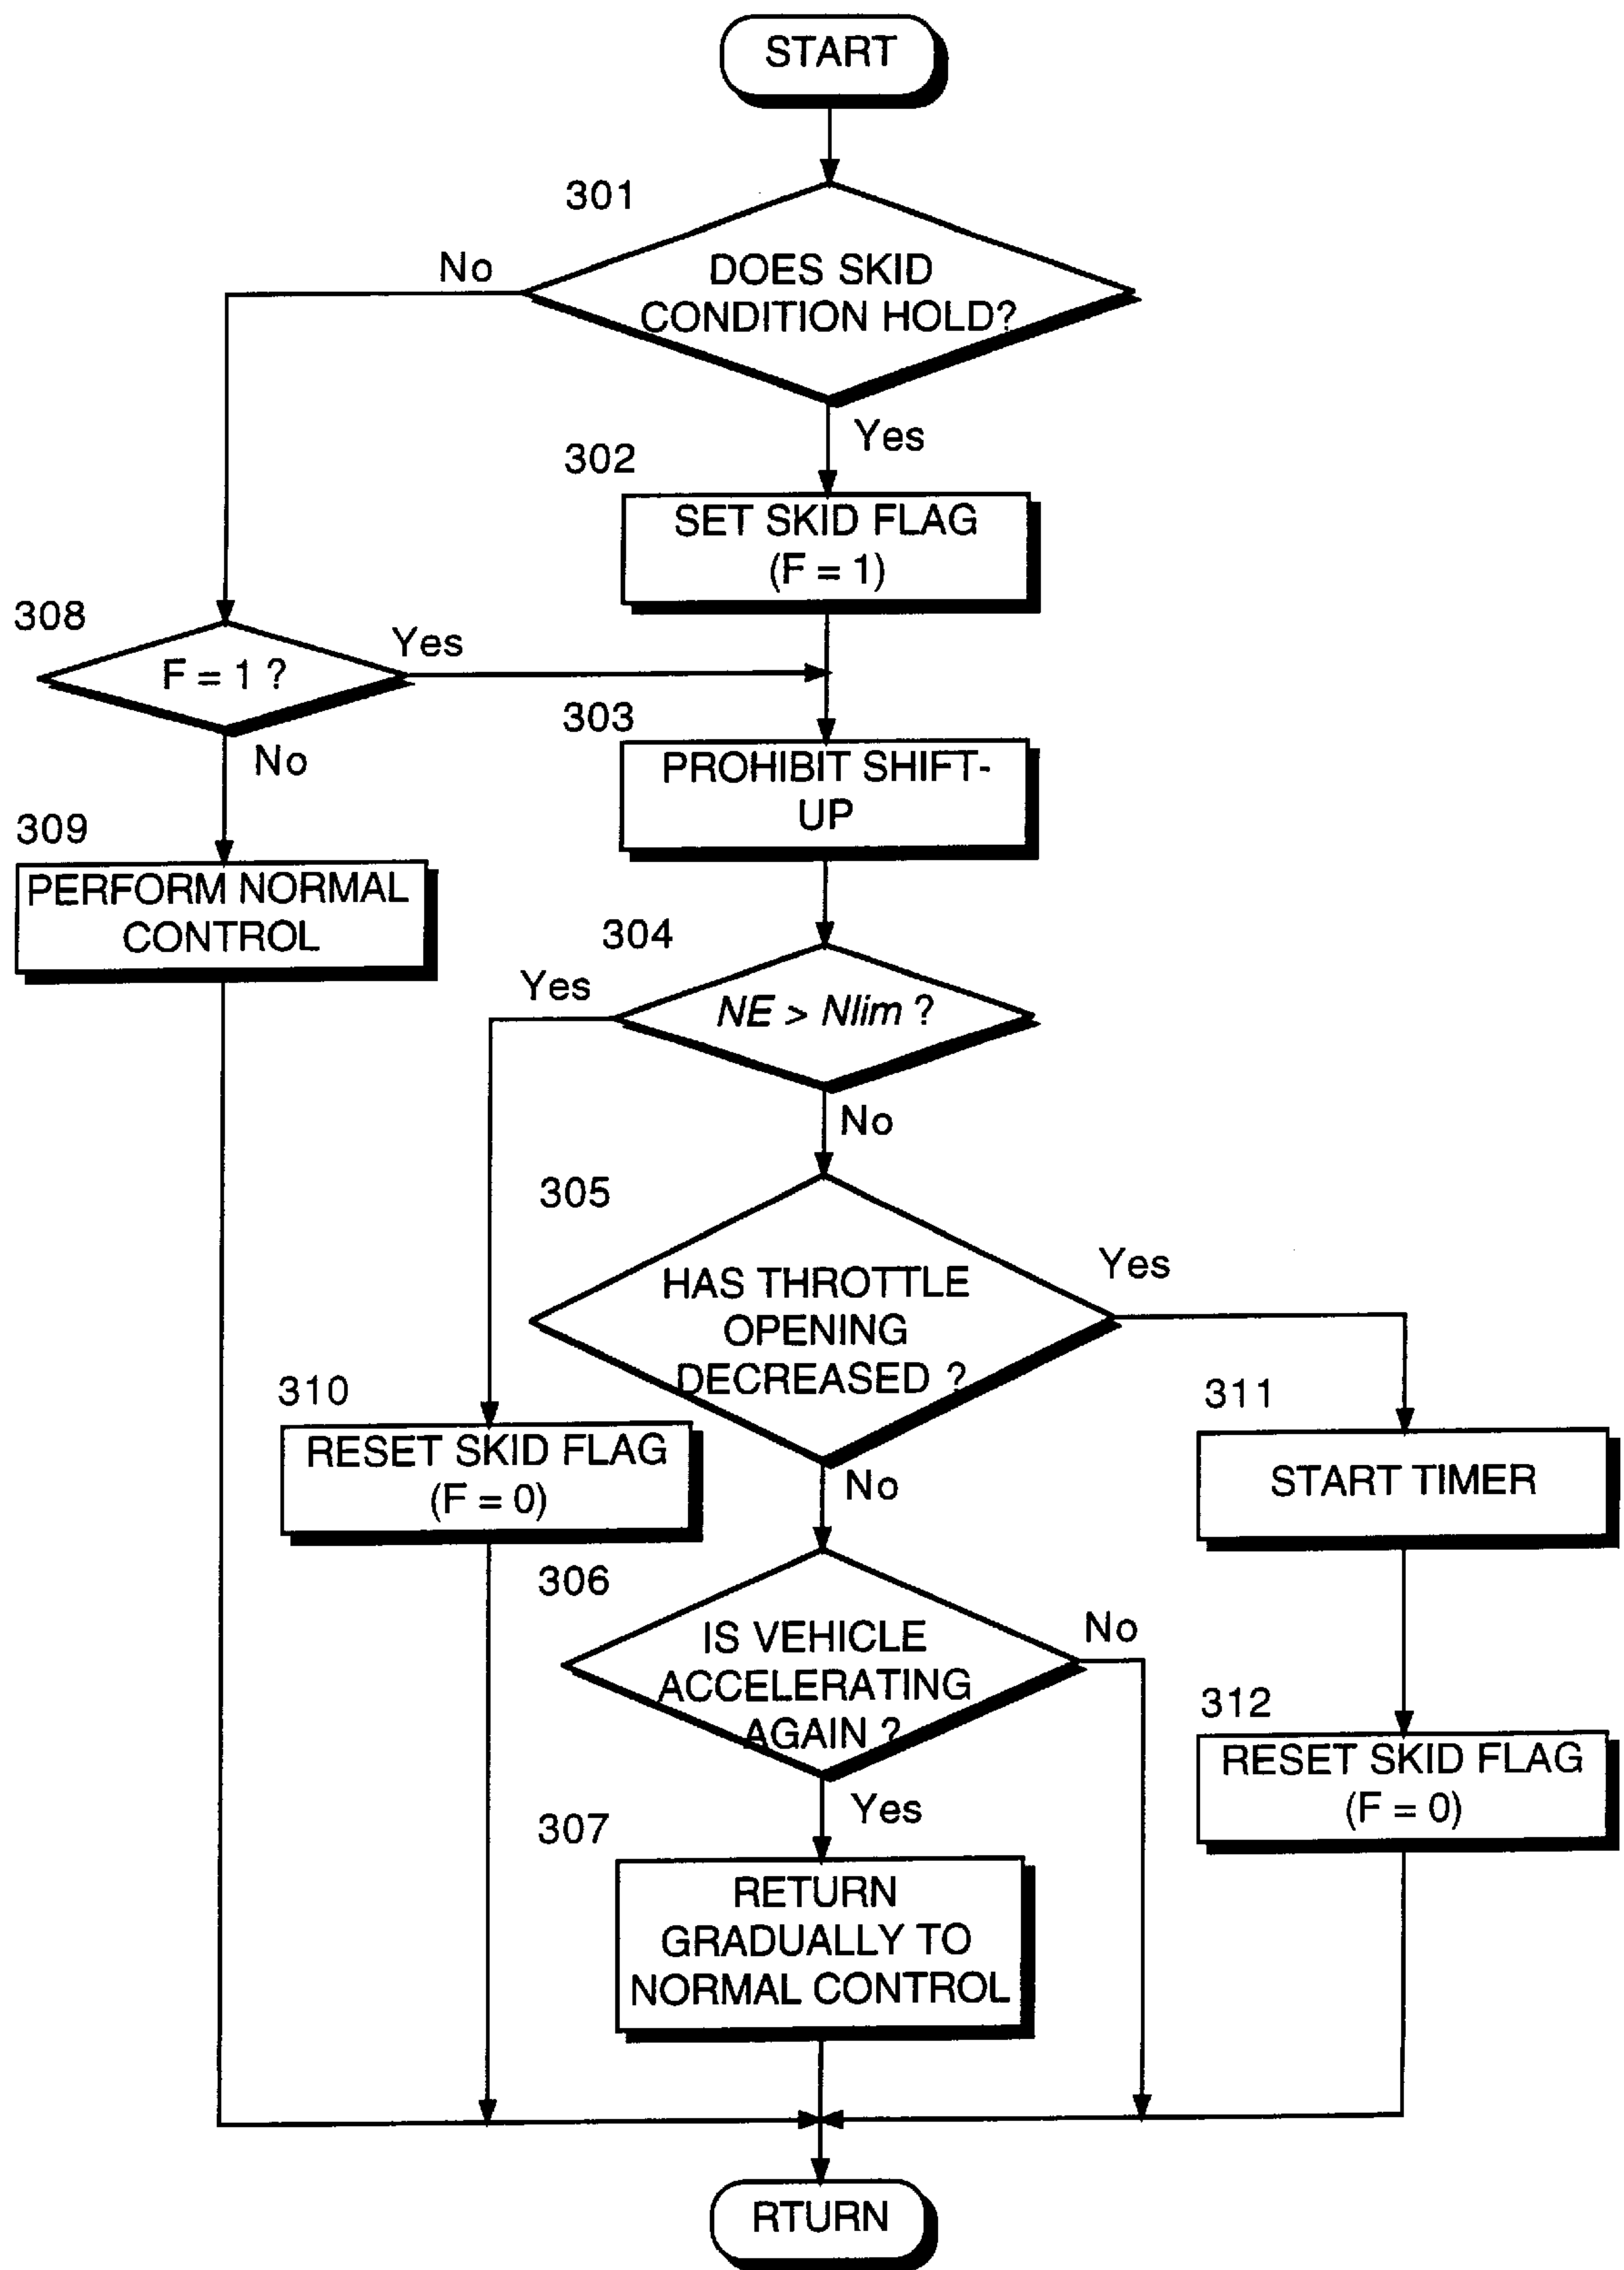 START
301
No
DOES SKID
CONDITION HOLD?
Yes
302
SET SKID FLAG
(F = 1)
308
Yes
F = 1 ?
303
No
PROHIBIT SHIFT-
UP
309
PERFORM NORMAL
CONTROL
304
Yes
NE > Nlim ?
No
305
Yes
HAS THROTTLE
OPENING
DECREASED ?
310
311
RESET SKID FLAG
(F = 0)
No
START TIMER
306
No
IS VEHICLE
ACCELERATING
AGAIN ?
312
RESET SKID FLAG
(F = 0)
Yes
307
RETURN
GRADUALLY TO
NORMAL CONTROL
RTURN